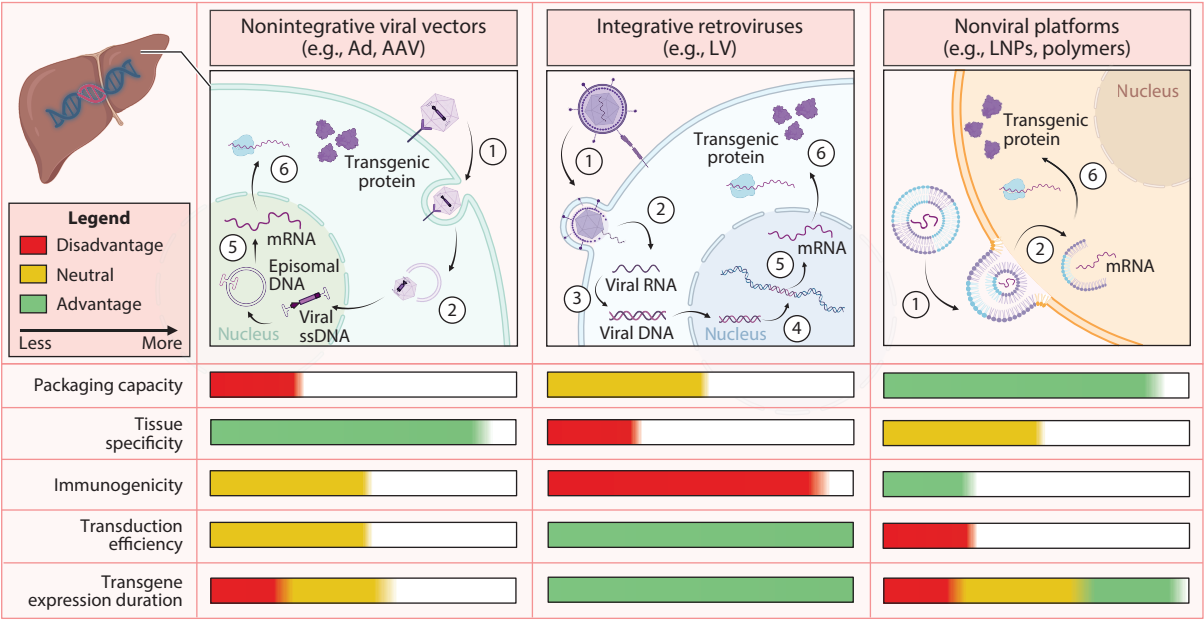 Nonintegrative viral vectors
(e.g., Ad, AAV)
Integrative retroviruses
(e.g., LV)
Nonviral platforms
(e.g., LNPs, polymers)
Legend
Disadvantage
Neutral
Advantage
Less More
1
Transgenic
protein
6
mRNA
5
Episomal
DNA
2
Viral
ssDNA
Nucleus
1
Transgenic
protein
6
2
mRNA
5
Viral RNA
3
Viral DNA
Nucleus
4
Nucleus
Transgenic
protein
6
2
mRNA
1
Packaging capacity
Tissue
specificity
Immunogenicity
Transduction
efficiency
Transgene
expression duration